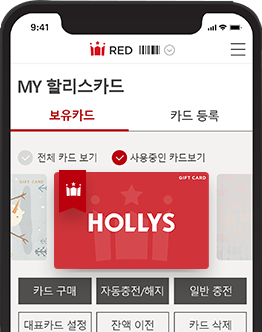 9:41
RED
MY 할리스카드
보유카드 카드 등록
전체 카드 보기 사용중인 카드보기
GIFT CARD GIFT CARD
HOLLYS
카드 구매 자동충전/해지 일반 충전
대표카드 설정 잔액 이전 카드 삭제